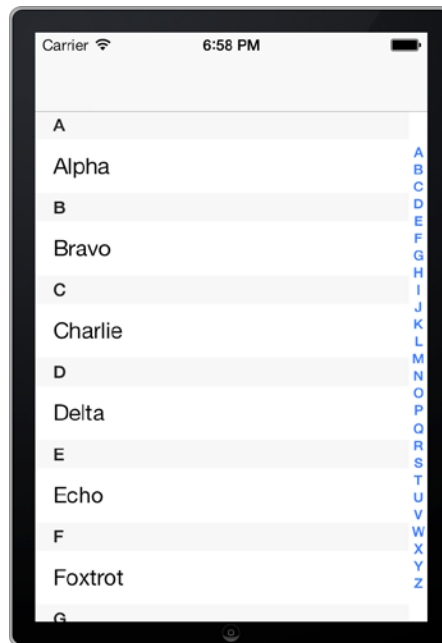 Carrier 6:58 PM
A
Alpha
B
Bravo
C
Charlie
D
Delta
E
Echo
F
Foxtrot
G
A
B
C
D
E
F
G
H
I
J
K
L
M
N
O
P
Q
R
S
T
U
V
W
X
Y
Z